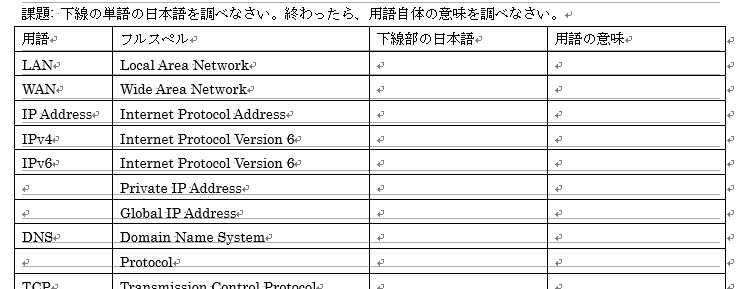 課題: 下線の単語の日本語を調べなさい。終わったら、用語自体の意味を調べなさい。
用語 フルスペル 下線部の日本語 用語の意味
LAN Local Area Network
WAN Wide Area Network
IP Address Internet Protocol Address
IPv4 Internet Protocol Version 6
IPv6 Internet Protocol Version 6
Private IP Address
Global IP Address
DNS Domain Name System
Protocol
TCP Transmission Control Protocol